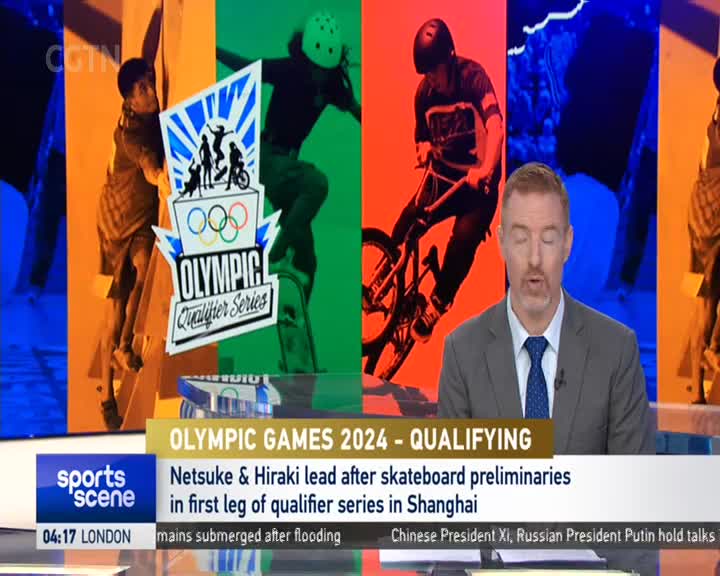 CGTN
OLYMPIC
Qualifier Series
OLYMPIC GAMES 2024 - QUALIFYING
Netsuke & Hiraki lead after skateboard preliminaries
in first leg of qualifier series in Shanghai
sports
scene
04:17 LONDON
mains submerged after flooding Chinese President Xi, Russian President Putin hold talks